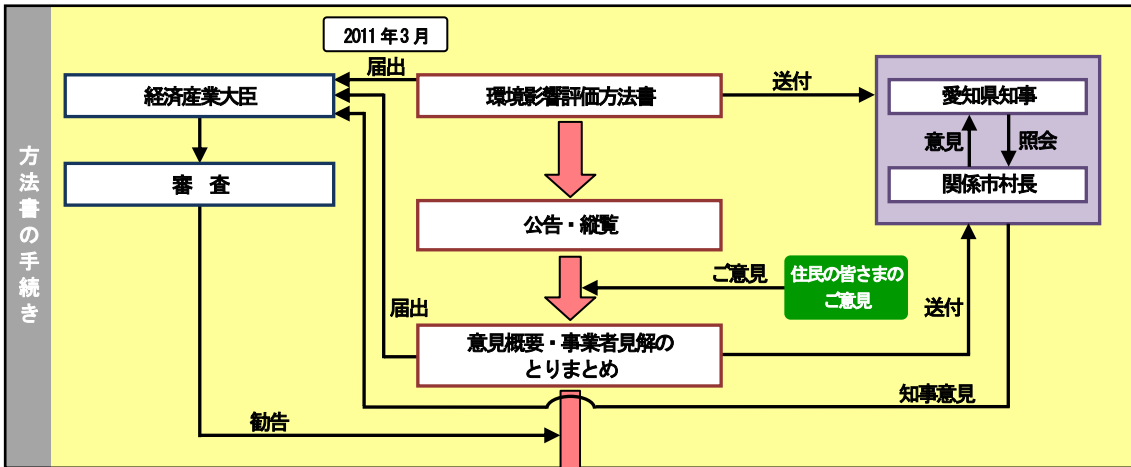 方法書の手続き
2011年3月
届出
経済産業大臣
環境影響評価方法書
送付
愛知県知事
意見
照会
関係市村長
審 査
公告・縦覧
ご意見
住民の皆さまの
ご意見
届出
送付
意見概要・事業者見解の
とりまとめ
知事意見
勧告